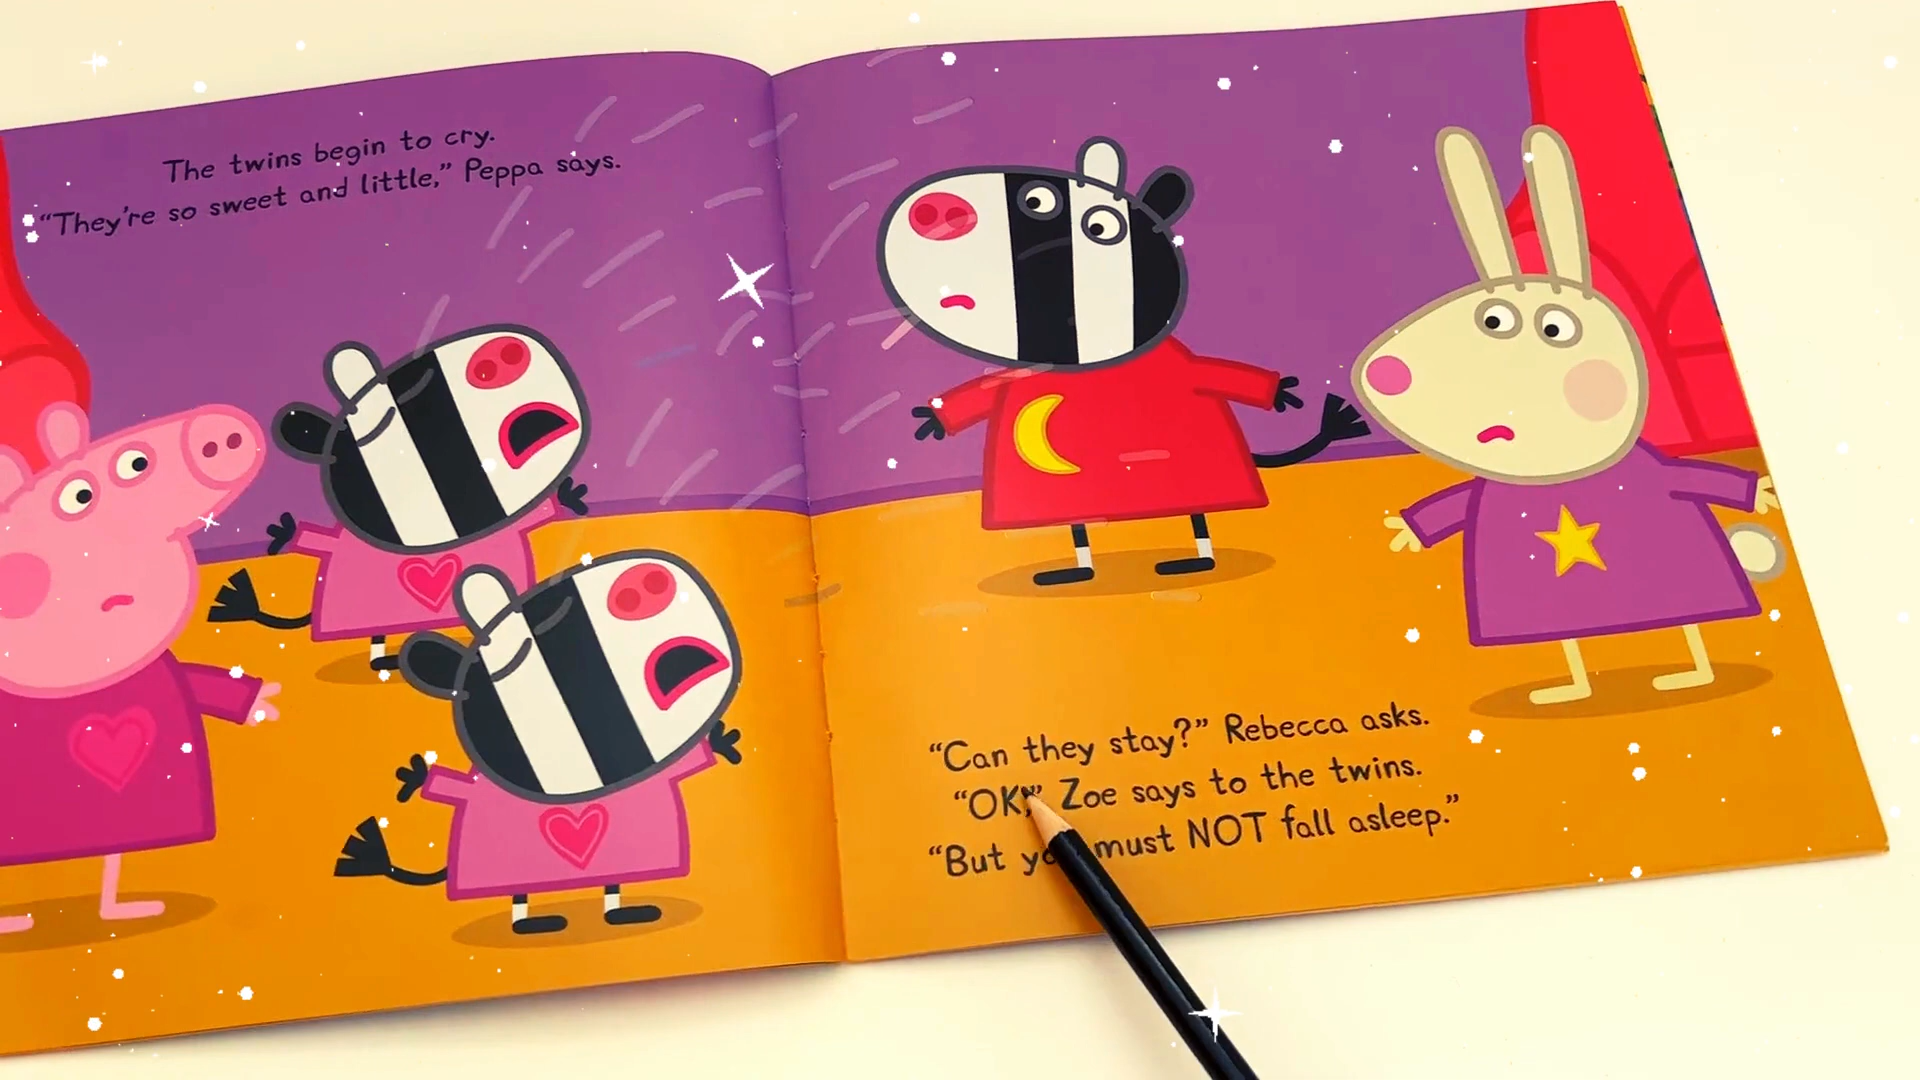 The twins begin to cry.
“They’re so sweet and little,” Peppa says.
“Can they stay?” Rebecca asks.
“OK,” Zoe says to the twins.
“But you must NOT fall asleep.”